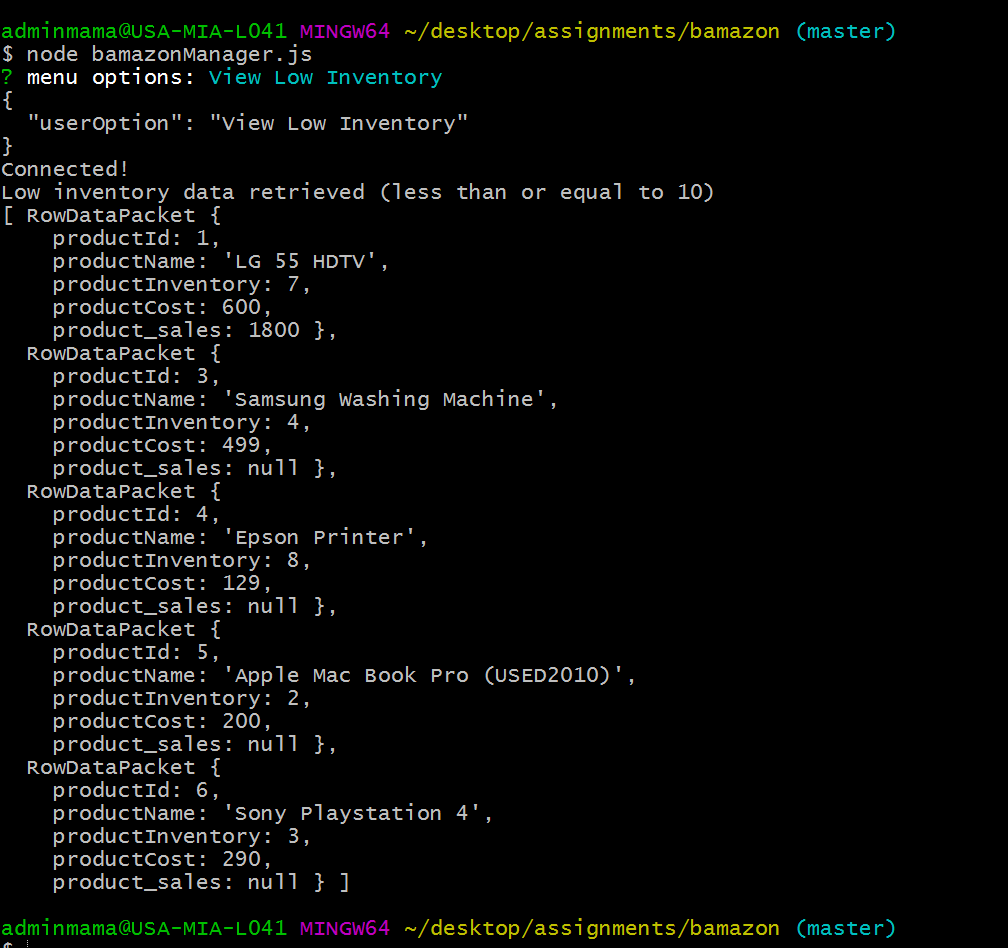 adminmama@USA-MIA-L041 MINGW64 ~/desktop/assignments/bamazon (master)
$ node bamazonManager.js
? menu options: View Low Inventory
{
  "userOption": "View Low Inventory"
}
Connected!
Low inventory data retrieved (less than or equal to 10)
[ RowDataPacket {
    productId: 1,
    productName: 'LG 55 HDTV',
    productInventory: 7,
    productCost: 600,
    product_sales: 1800 },
  RowDataPacket {
    productId: 3,
    productName: 'Samsung Washing Machine',
    productInventory: 4,
    productCost: 499,
    product_sales: null },
  RowDataPacket {
    productId: 4,
    productName: 'Epson Printer',
    productInventory: 8,
    productCost: 129,
    product_sales: null },
  RowDataPacket {
    productId: 5,
    productName: 'Apple Mac Book Pro (USED2010)',
    productInventory: 2,
    productCost: 200,
    product_sales: null },
  RowDataPacket {
    productId: 6,
    productName: 'Sony Playstation 4',
    productInventory: 3,
    productCost: 290,
    product_sales: null } ]
adminmama@USA-MIA-L041 MINGW64 ~/desktop/assignments/bamazon (master)
$